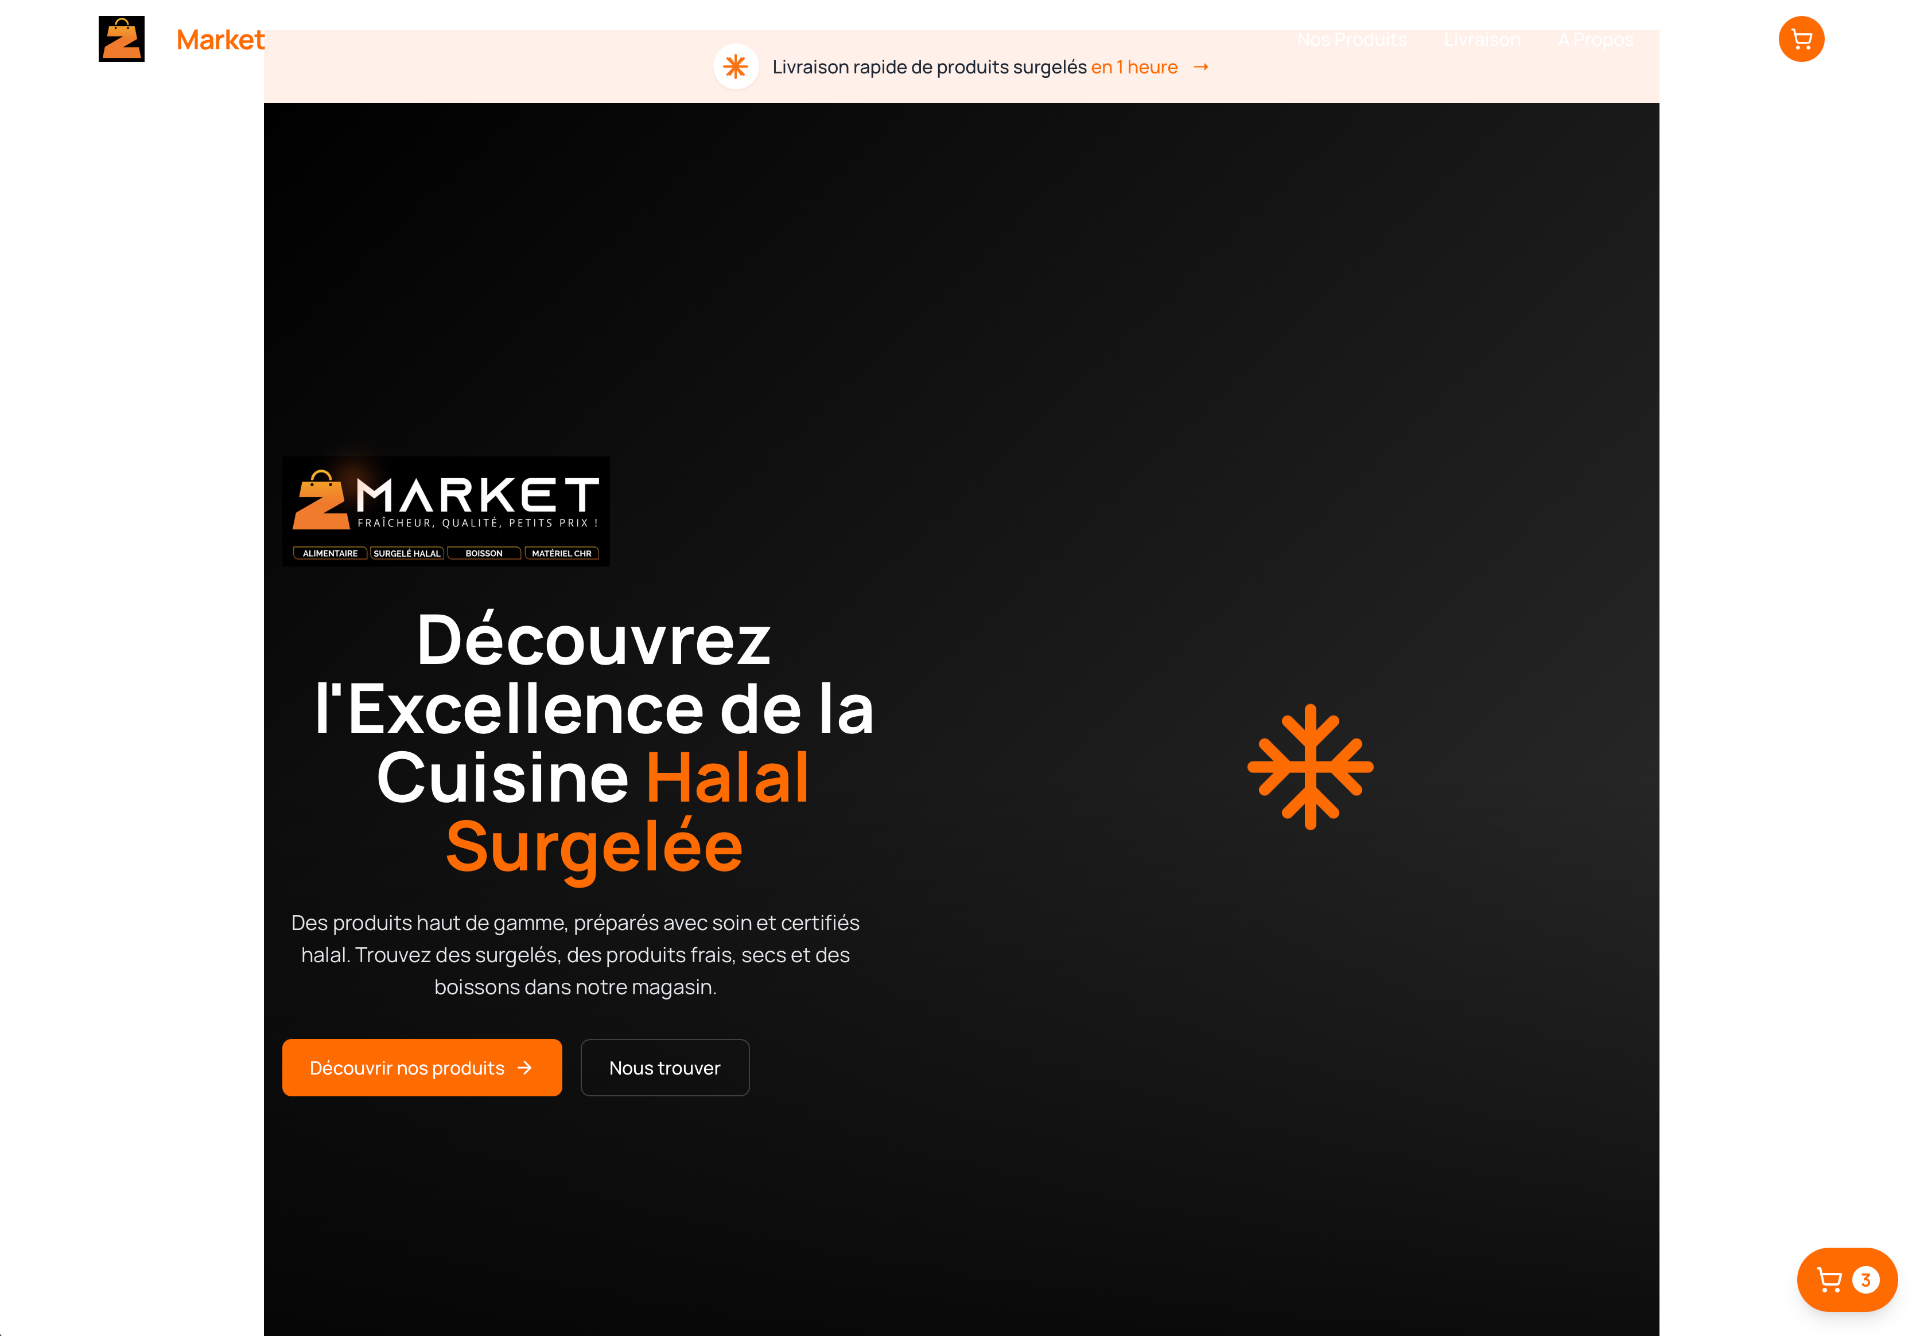 Market
Nos Produits
Livraison
À Propos
Livraison rapide de produits surgelés en 1 heure →
MARKET
FRAÎCHEUR, QUALITÉ, PETITS PRIX !
ALIMENTAIRE
SURGELÉ HALAL
BOISSON
MATÉRIEL CHR
Découvrez
l'Excellence de la
Cuisine Halal
Surgelée
Des produits haut de gamme, préparés avec soin et certifiés
halal. Trouvez des surgelés, des produits frais, secs et des
boissons dans notre magasin.
Découvrir nos produits →
Nous trouver
3